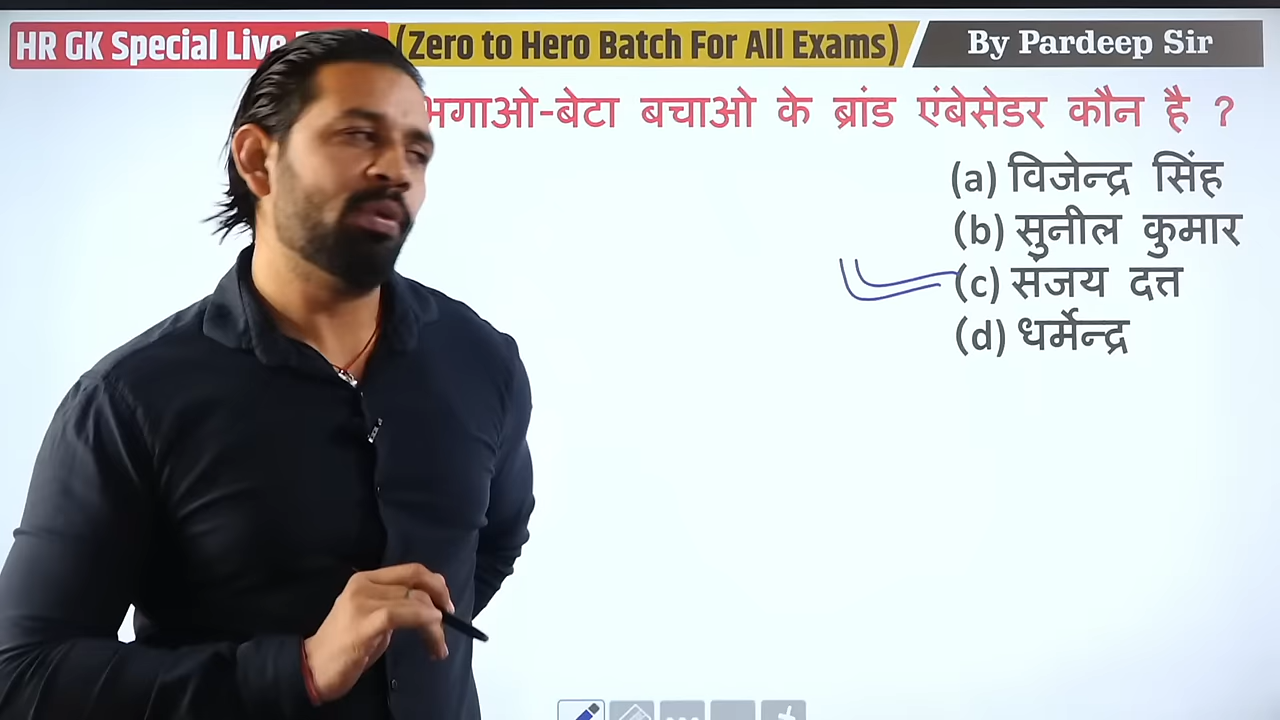 HR GK Special Live (Zero to Hero Batch For All Exams) By Pardeep Sir
भगाओ-बेटा बचाओ के ब्रांड एंबेसेडर कौन है ?
(a) विजेन्द्र सिंह
(b) सुनील कुमार
(c) संजय दत्त
(d) धर्मेन्द्र